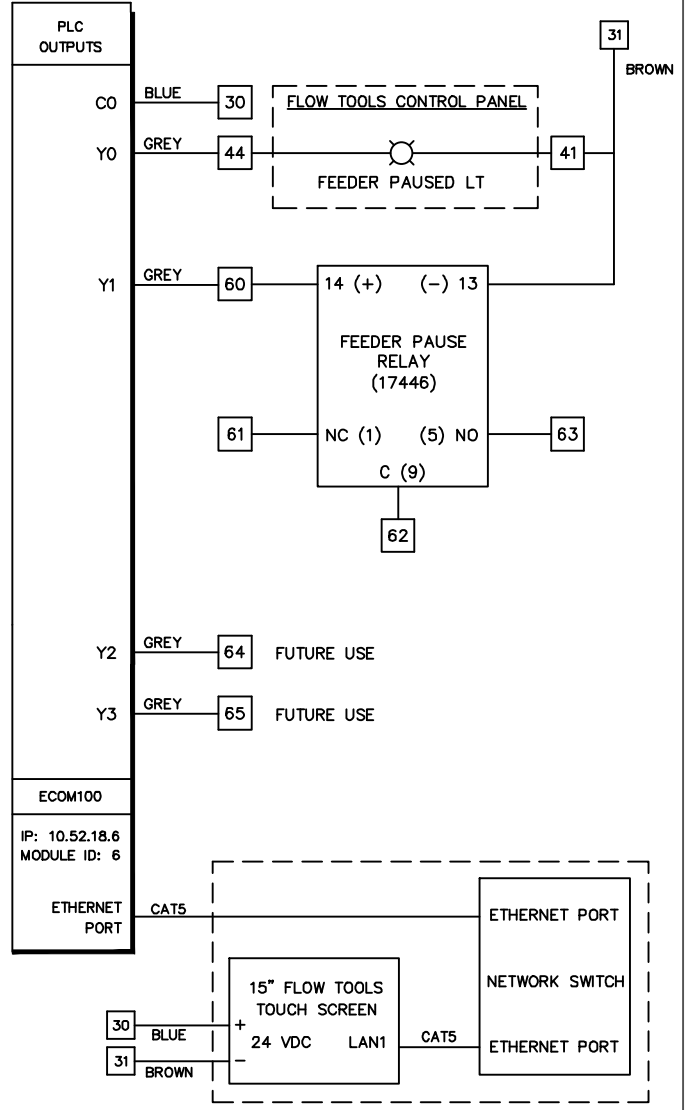 PLC
OUTPUTS
31
BROWN
C0 BLUE 30
FLOW TOOLS CONTROL PANEL
Y0 GREY 44 41
FEEDER PAUSED LT
Y1 GREY 60 14 (+) (-) 13
FEEDER PAUSE
RELAY
(17446)
61 NC (1) (5) NO 63
C (9)
62
Y2 GREY 64 FUTURE USE
Y3 GREY 65 FUTURE USE
ECOM100
IP: 10.52.18.6
MODULE ID: 6
ETHERNET
PORT
CAT5
ETHERNET PORT
NETWORK SWITCH
ETHERNET PORT
15" FLOW TOOLS
TOUCH SCREEN
30 BLUE +
24 VDC LAN1 CAT5
31 BROWN -